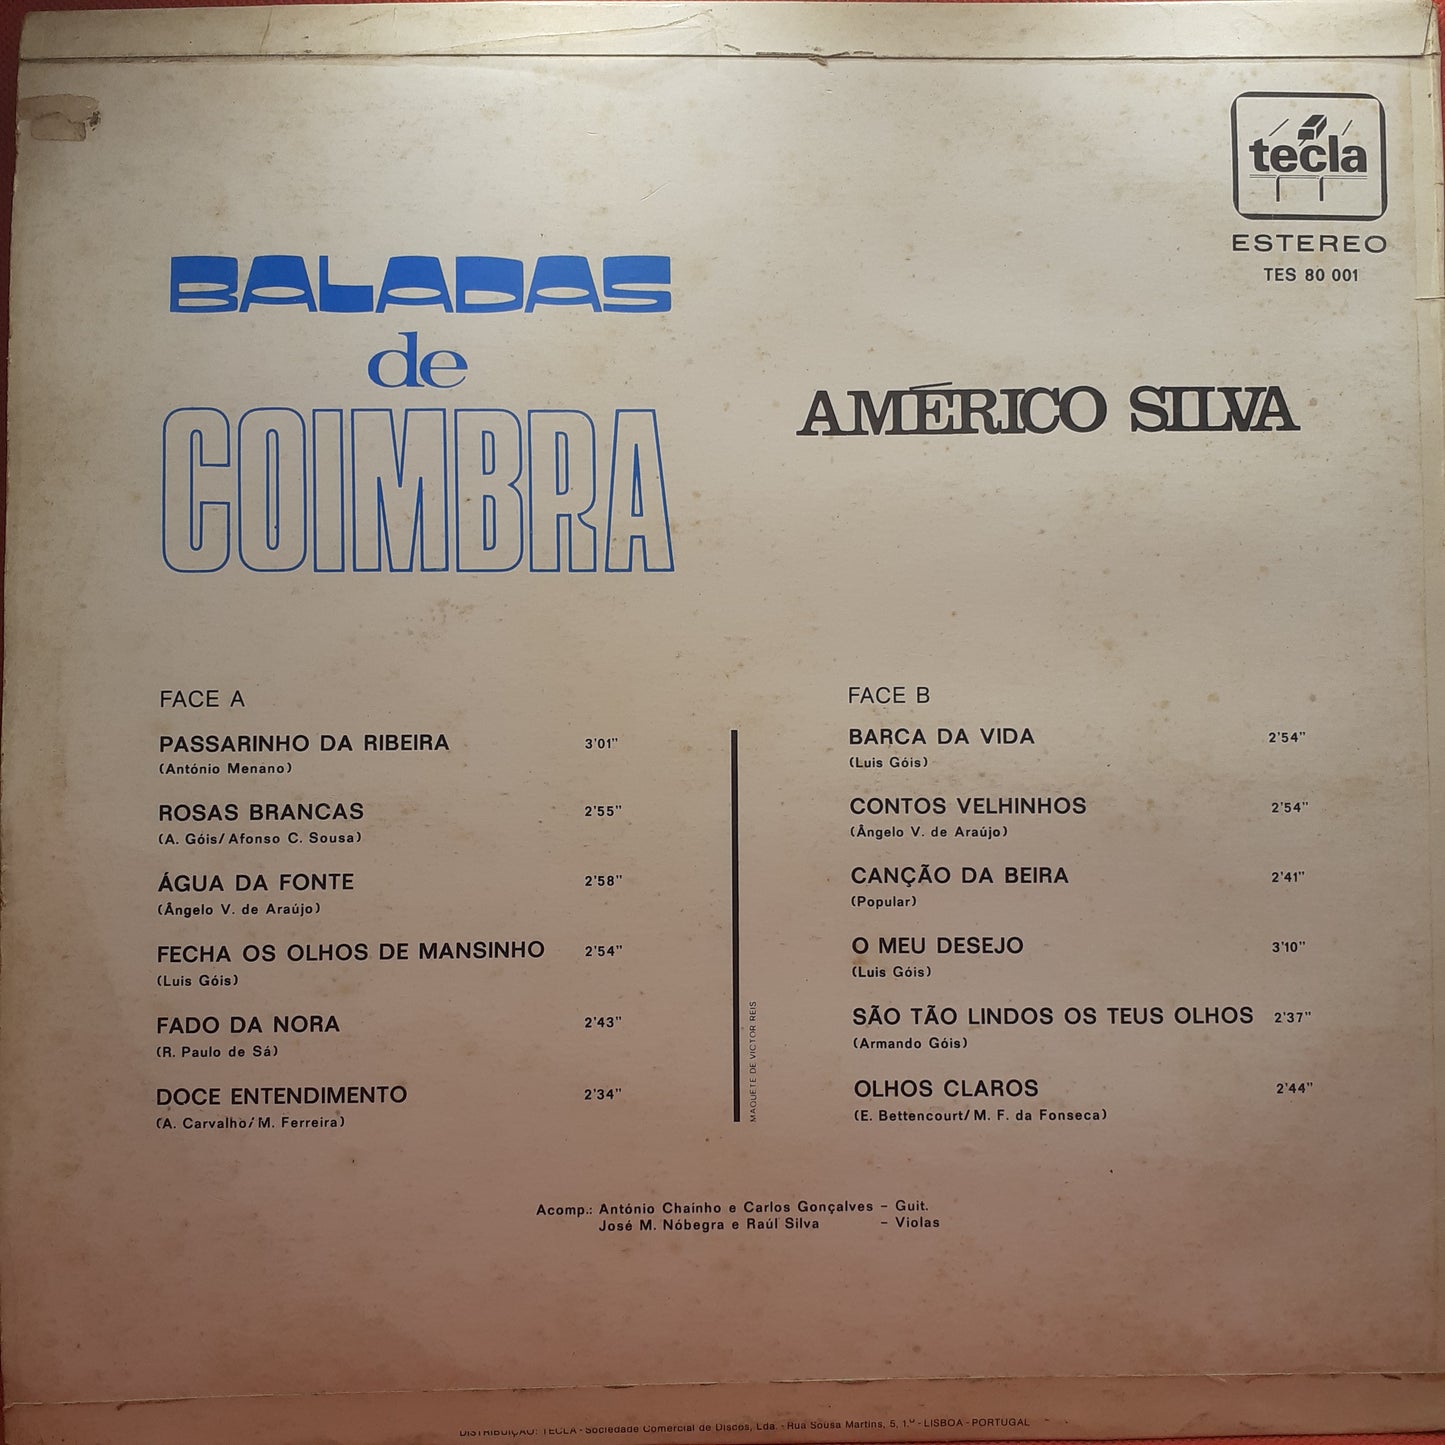 tecla
ESTEREO
TES 80 001
BALADAS
de
COIMBRA
AMÉRICO SILVA
FACE A
PASSARINHO DA RIBEIRA 3'01"
(António Menano)
ROSAS BRANCAS 2'55"
(A. Góis/Afonso C. Sousa)
ÁGUA DA FONTE 2'58"
(Ângelo V. de Araújo)
FECHA OS OLHOS DE MANSINHO 2'54"
(Luis Góis)
FADO DA NORA 2'43"
(R. Paulo de Sá)
DOCE ENTENDIMENTO 2'34"
(A. Carvalho/M. Ferreira)
MAQUETE DE VICTOR REIS
FACE B
BARCA DA VIDA 2'54"
(Luis Góis)
CONTOS VELHINHOS 2'54"
(Ângelo V. de Araújo)
CANÇÃO DA BEIRA 2'41"
(Popular)
O MEU DESEJO 3'10"
(Luis Góis)
SÃO TÃO LINDOS OS TEUS OLHOS 2'37"
(Armando Góis)
OLHOS CLAROS 2'44"
(E. Bettencourt/M. F. da Fonseca)
Acomp.: António Chaínho e Carlos Gonçalves – Guit.
José M. Nóbegra e Raúl Silva – Violas
DISTRIBUIÇÃO: TECLA - Sociedade Comercial de Discos, Lda. - Rua Sousa Martins, 5, 1.º - LISBOA - PORTUGAL